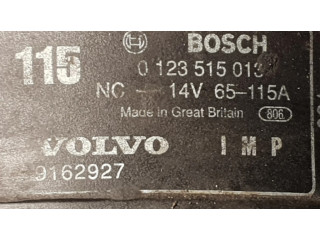 115 BOSCH
0 123 515 013
NC - 14V 65-115A
Made in Great Britain 806
VOLVO IMP
9162927